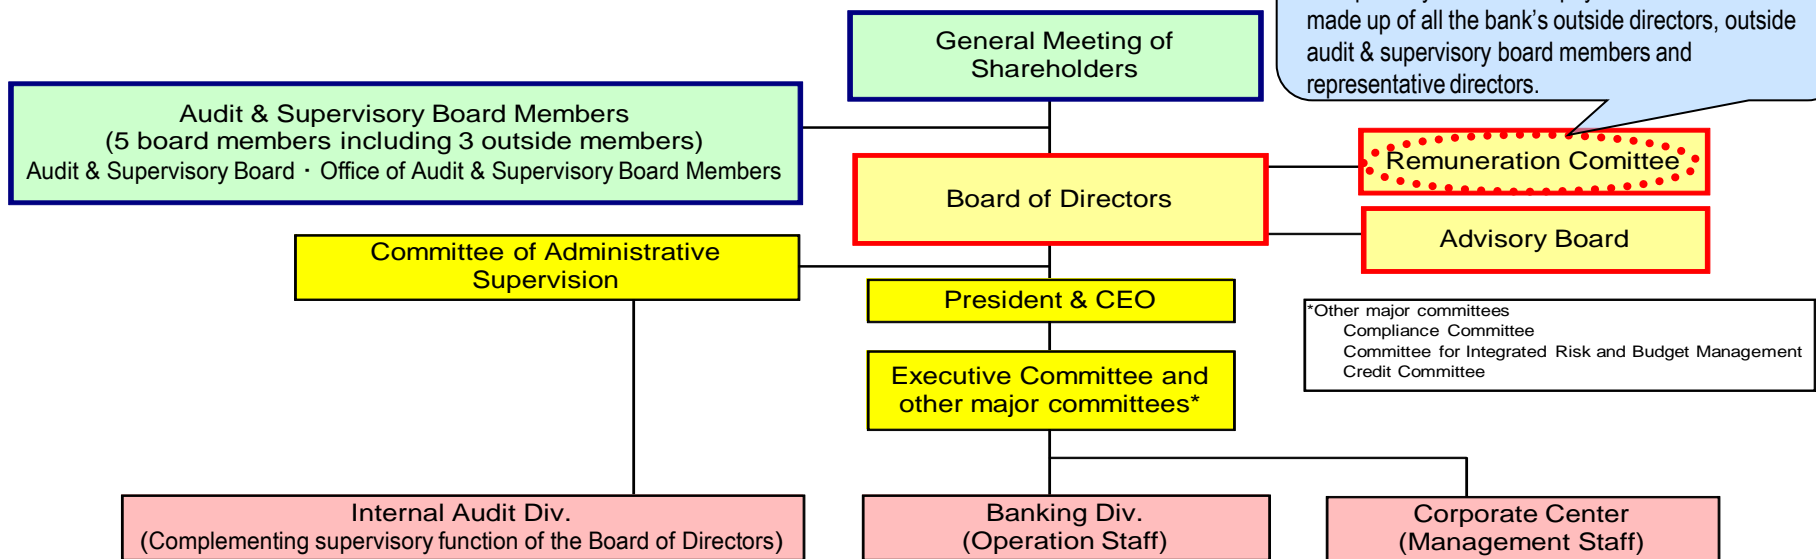 made up of all the bank's outside directors, outside
audit & supervisory board members and
representative directors.
General Meeting of
Shareholders
Audit & Supervisory Board Members
(5 board members including 3 outside members)
Audit & Supervisory Board・Office of Audit & Supervisory Board Members
Remuneration Comittee
Board of Directors
Advisory Board
Committee of Administrative
Supervision
President & CEO
*Other major committees
Compliance Committee
Committee for Integrated Risk and Budget Management
Credit Committee
Executive Committee and
other major committees*
Internal Audit Div.
(Complementing supervisory function of the Board of Directors)
Banking Div.
(Operation Staff)
Corporate Center
(Management Staff)